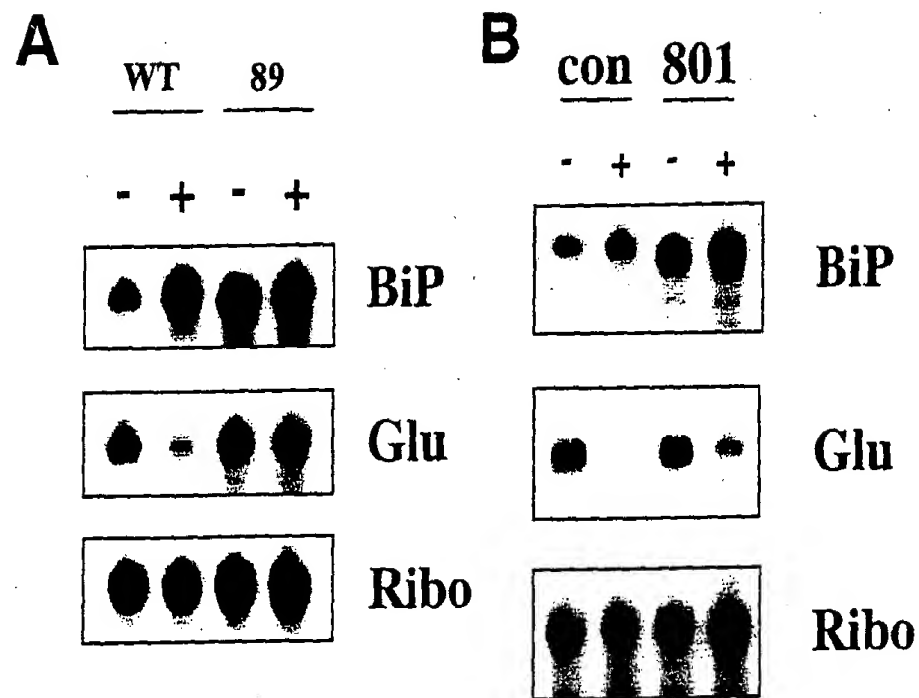 A
WT 89
- + - +
BiP
Glu
Ribo
B
con 801
- + - +
BiP
Glu
Ribo